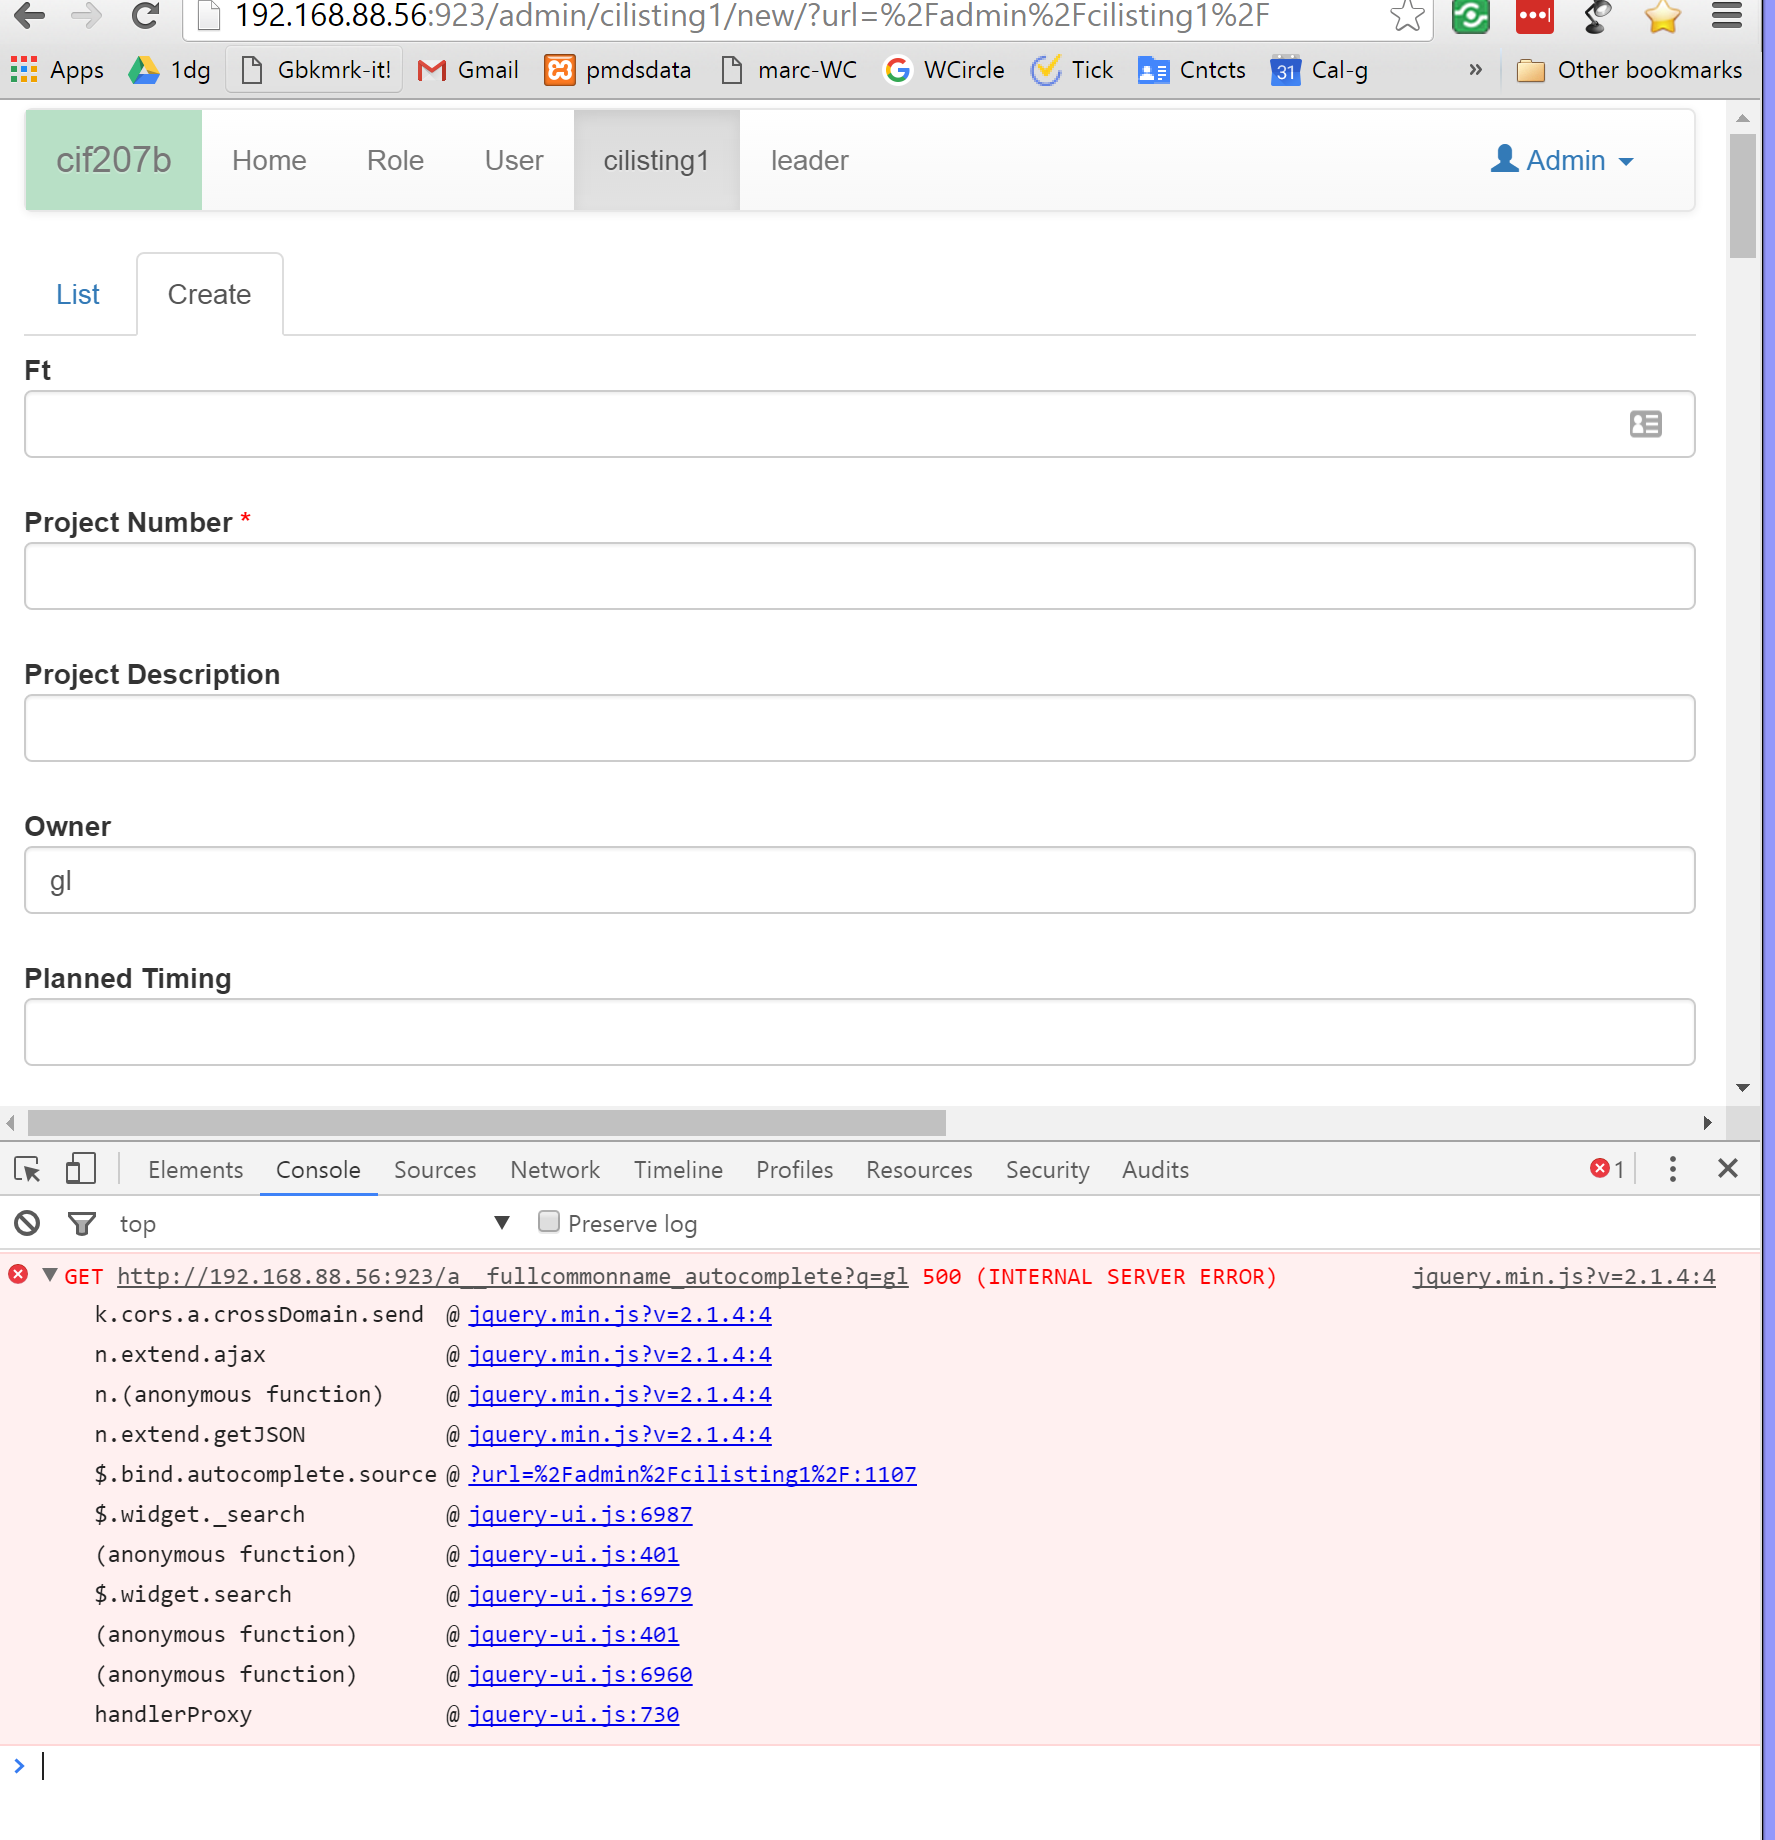 192.168.88.56:923/admin/cilisting1/new/?url=%2Fadmin%2Fcilisting1%2F
Apps 1dg Gbkmrk-it! Gmail pmdsdata marc-WC WCircle Tick 31 Cntcts Cal-g » Other bookmarks
cif207b Home Role User cilisting1 leader Admin
List Create
Ft
Project Number *
Project Description
Owner
gl
Planned Timing
Elements Console Sources Network Timeline Profiles Resources Security Audits 1
top Preserve log
GET http://192.168.88.56:923/a__fullcommonname_autocomplete?q=gl 500 (INTERNAL SERVER ERROR) jquery.min.js?v=2.1.4:4
k.cors.a.crossDomain.send @ jquery.min.js?v=2.1.4:4
n.extend.ajax @ jquery.min.js?v=2.1.4:4
n.(anonymous function) @ jquery.min.js?v=2.1.4:4
n.extend.getJSON @ jquery.min.js?v=2.1.4:4
$.bind.autocomplete.source @ ?url=%2Fadmin%2Fcilisting1%2F:1107
$.widget._search @ jquery-ui.js:6987
(anonymous function) @ jquery-ui.js:401
$.widget.search @ jquery-ui.js:6979
(anonymous function) @ jquery-ui.js:401
(anonymous function) @ jquery-ui.js:6960
handlerProxy @ jquery-ui.js:730
>